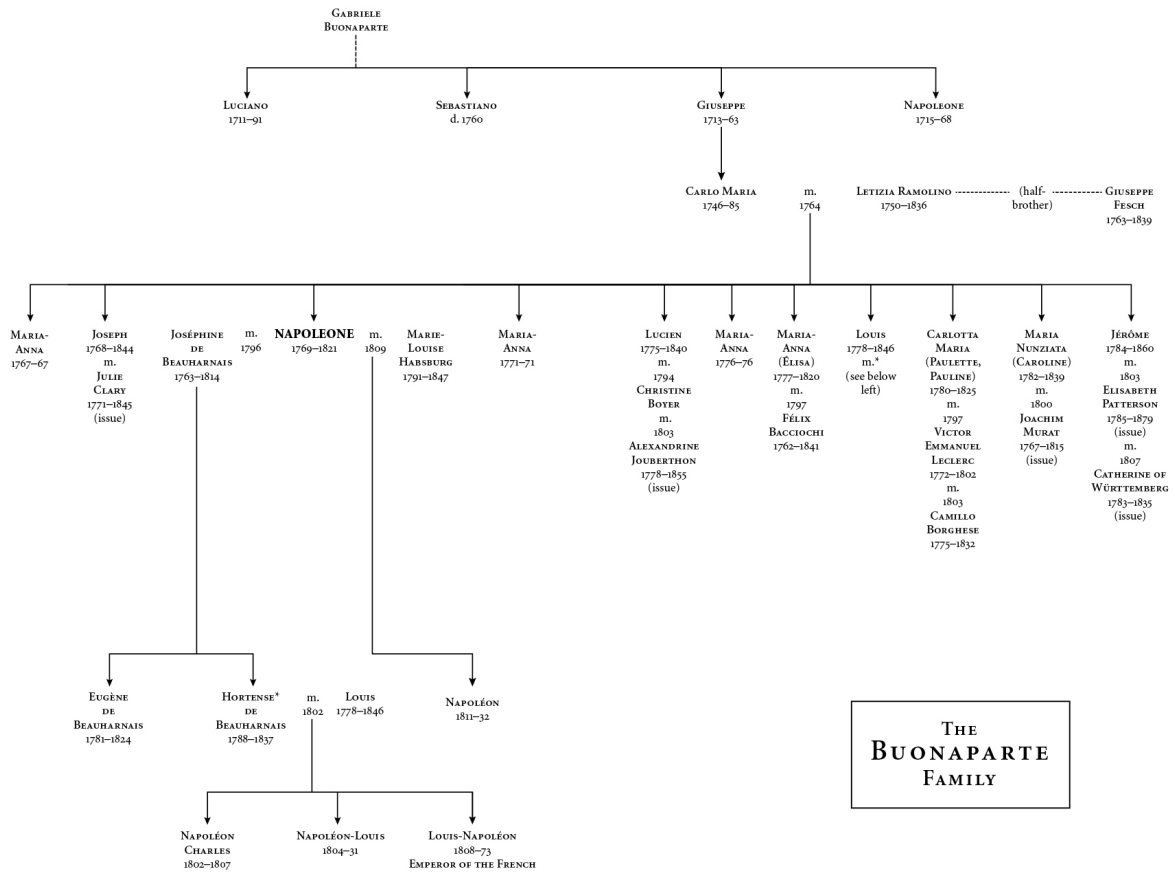 GABRIELE
BUONAPARTE
LUCIANO
1711–91
SEBASTIANO
d. 1760
GIUSEPPE
1713–63
NAPOLEONE
1715–68
CARLO MARIA
1746–85
m.
1764
LETIZIA RAMOLINO
1750–1836
(half-
brother)
GIUSEPPE
FESCH
1763–1839
MARIA-
ANNA
1767–67
JOSEPH
1768–1844
m.
JULIE
CLARY
1771–1845
(issue)
JOSÉPHINE
DE
BEAUHARNAIS
1763–1814
m.
1796
NAPOLEONE
1769–1821
m.
1809
MARIE-
LOUISE
HABSBURG
1791–1847
MARIA-
ANNA
1771–71
LUCIEN
1775–1840
m.
1794
CHRISTINE
BOYER
m.
1803
ALEXANDRINE
JOUBERTHON
1778–1855
(issue)
MARIA-
ANNA
1776–76
MARIA-
ANNA
(ÉLISA)
1777–1820
m.
1797
FÉLIX
BACCIOCHI
1762–1841
LOUIS
1778–1846
m.*
(see below
left)
CARLOTTA
MARIA
(PAULETTE,
PAULINE)
1780–1825
m.
1797
VICTOR
EMMANUEL
LECLERC
1772–1802
m.
1803
CAMILLO
BORGHESE
1775–1832
MARIA
NUNZIATA
(CAROLINE)
1782–1839
m.
1800
JOACHIM
MURAT
1767–1815
(issue)
JÉRÔME
1784–1860
m.
1803
ELISABETH
PATTERSON
1785–1879
(issue)
m.
1807
CATHERINE OF
WÜRTTEMBERG
1783–1835
(issue)
EUGÈNE
DE
BEAUHARNAIS
1781–1824
HORTENSE*
DE
BEAUHARNAIS
1788–1837
m.
1802
LOUIS
1778–1846
NAPOLÉON
1811–32
NAPOLÉON
CHARLES
1802–1807
NAPOLÉON-LOUIS
1804–31
LOUIS-NAPOLÉON
1808–73
EMPEROR OF THE FRENCH
THE
BUONAPARTE
FAMILY